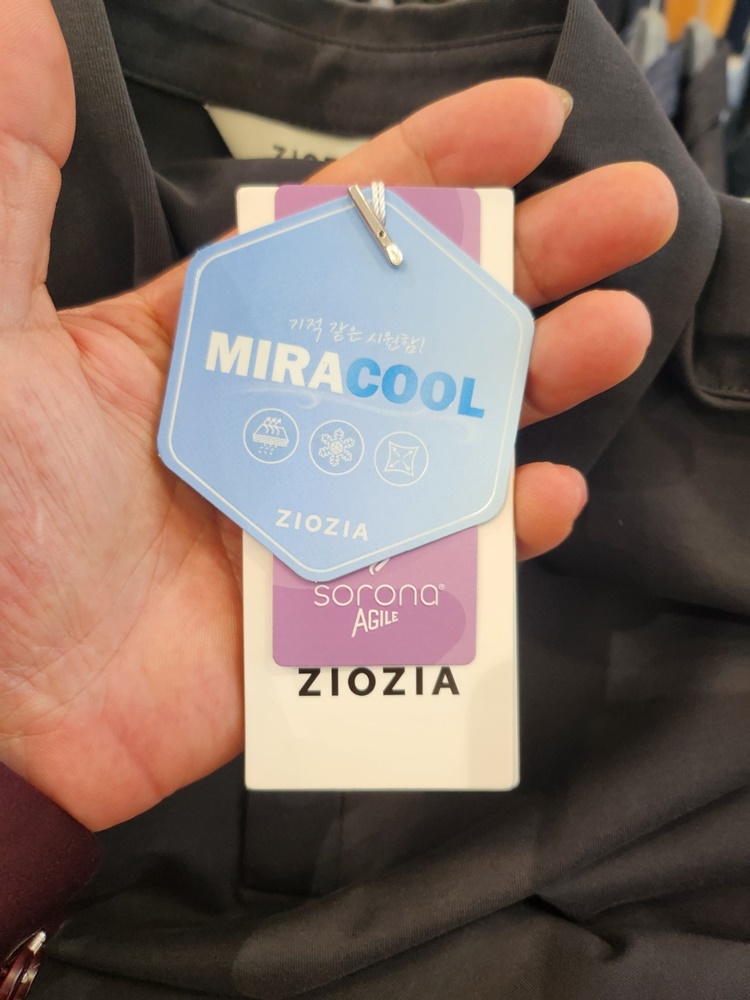 기적 같은 시원함!
MIRACOOL
ZIOZIA
sorona®
AGILE
ZIOZIA